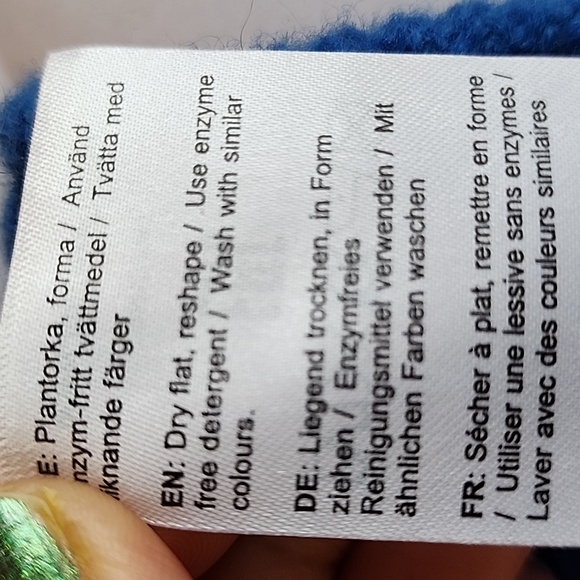 E: Plantorka, forma / Använd
nzym-fritt tvättmedel / Tvätta med
iknande färger
EN: Dry flat, reshape / Use enzyme
free detergent / Wash with similar
colours.
DE: Liegend trocknen, in Form
ziehen / Enzymfreies
Reinigungsmittel verwenden / Mit
ähnlichen Farben waschen
FR: Sécher à plat, remettre en forme
/ Utiliser une lessive sans enzymes /
Laver avec des couleurs similaires